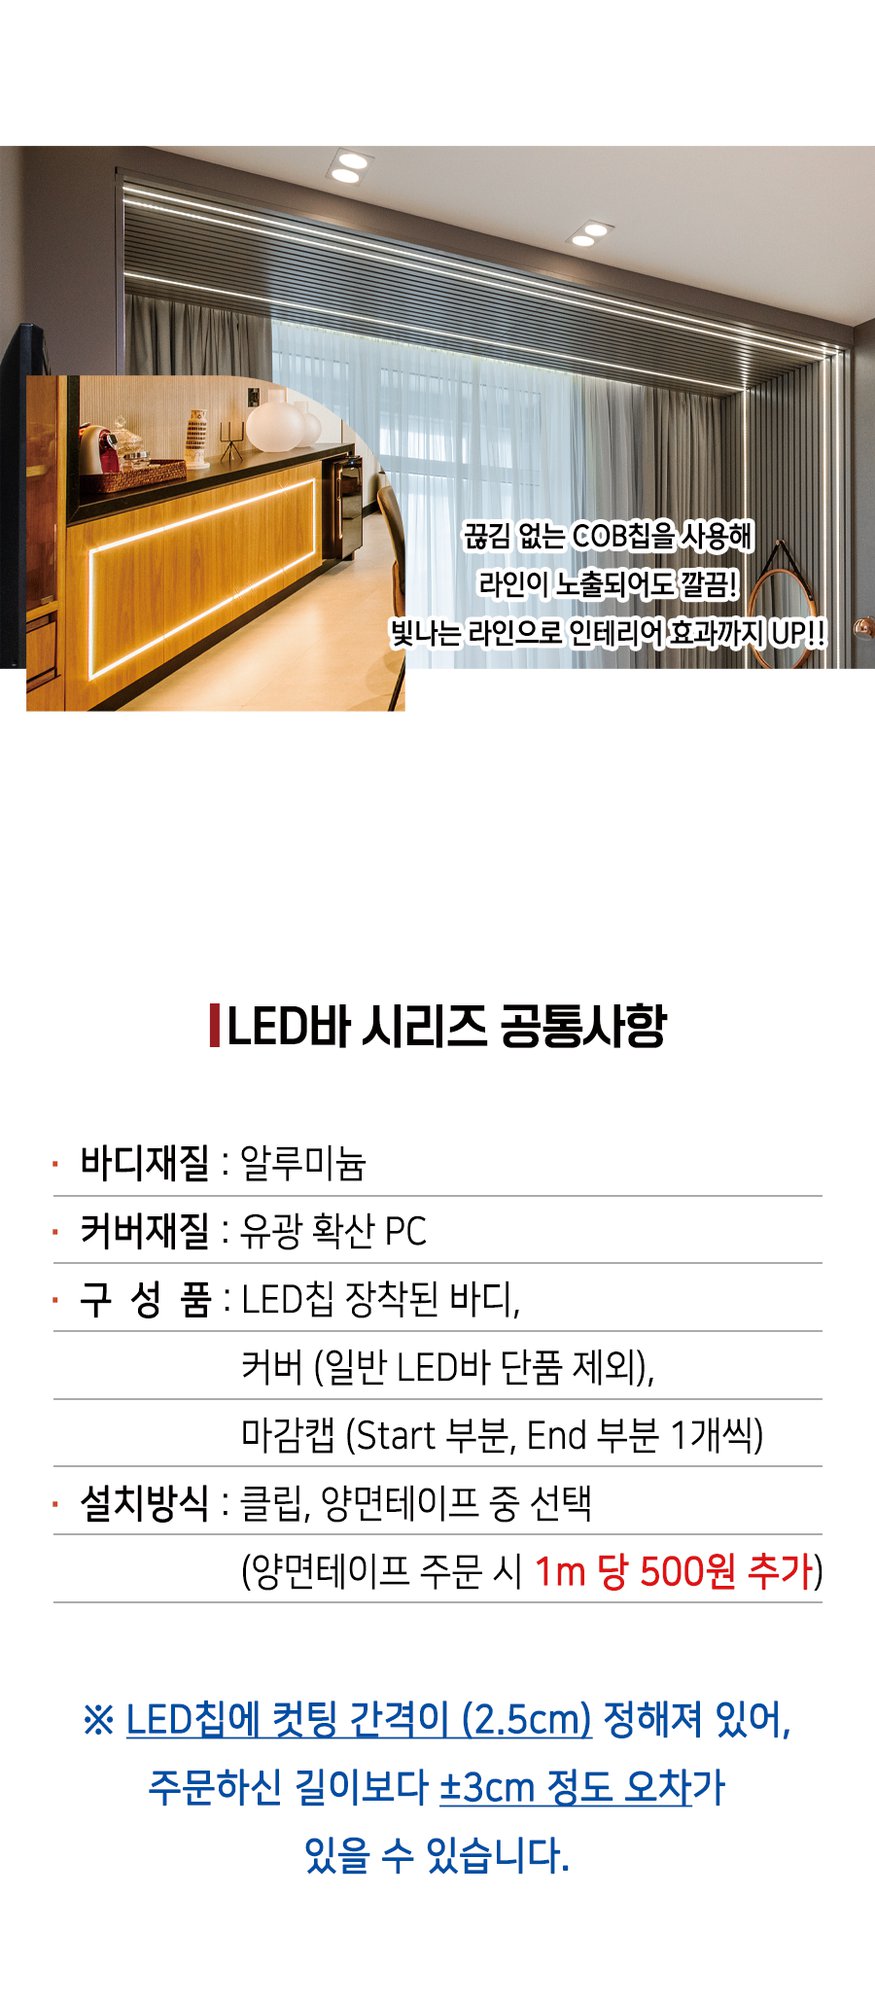 끊김 없는 COB칩을 사용해
라인이 노출되어도 깔끔!
빛나는 라인으로 인테리어 효과까지 UP!!
LED바 시리즈 공통사항
· 바디재질 : 알루미늄
· 커버재질 : 유광 확산 PC
· 구 성 품 : LED칩 장착된 바디,
커버 (일반 LED바 단품 제외),
마감캡 (Start 부분, End 부분 1개씩)
· 설치방식 : 클립, 양면테이프 중 선택
(양면테이프 주문 시 1m 당 500원 추가)
※ LED칩에 컷팅 간격이 (2.5cm) 정해져 있어,
주문하신 길이보다 ±3cm 정도 오차가
있을 수 있습니다.